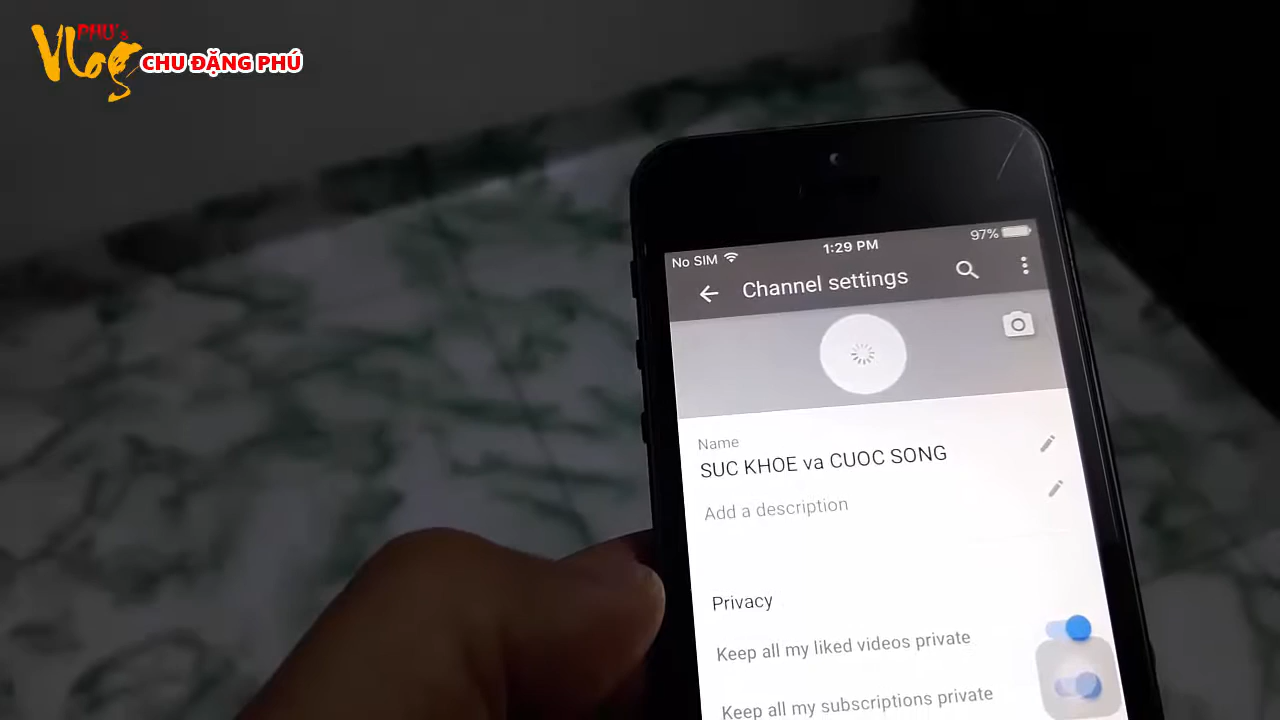 PHU's
Vlog
CHU ĐẶNG PHÚ
No SIM 1:29 PM 97%
Channel settings
Name
SUC KHOE va CUOC SONG
Add a description
Privacy
Keep all my liked videos private
Keep all my subscriptions private